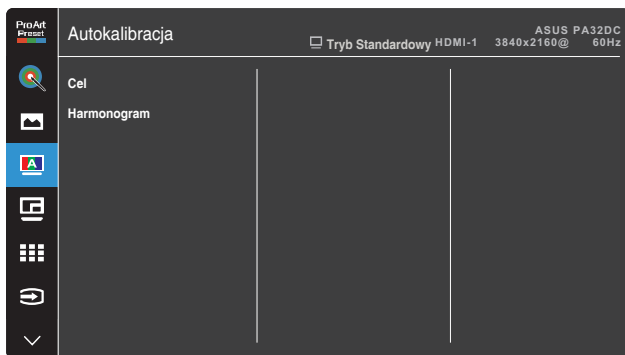 ProArt
Preset
Autokalibracja
Tryb Standardowy HDMI-1
ASUS PA32DC
3840x2160@ 60Hz
A
Cel
Harmonogram